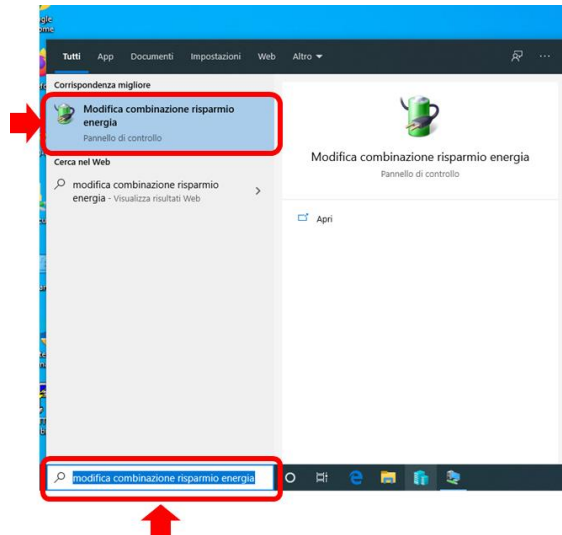 Tutti App Documenti Impostazioni Web Altro
Corrispondenza migliore
Modifica combinazione risparmio
energia
Pannello di controllo
Cerca nel Web
modifica combinazione risparmio
energia - Visualizza risultati Web
Modifica combinazione risparmio energia
Pannello di controllo
Apri
modifica combinazione risparmio energia